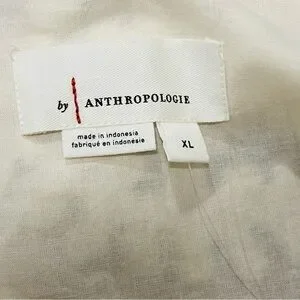 by ANTHROPOLOGIE
made in indonesia
fabriqué en indonésie
XL